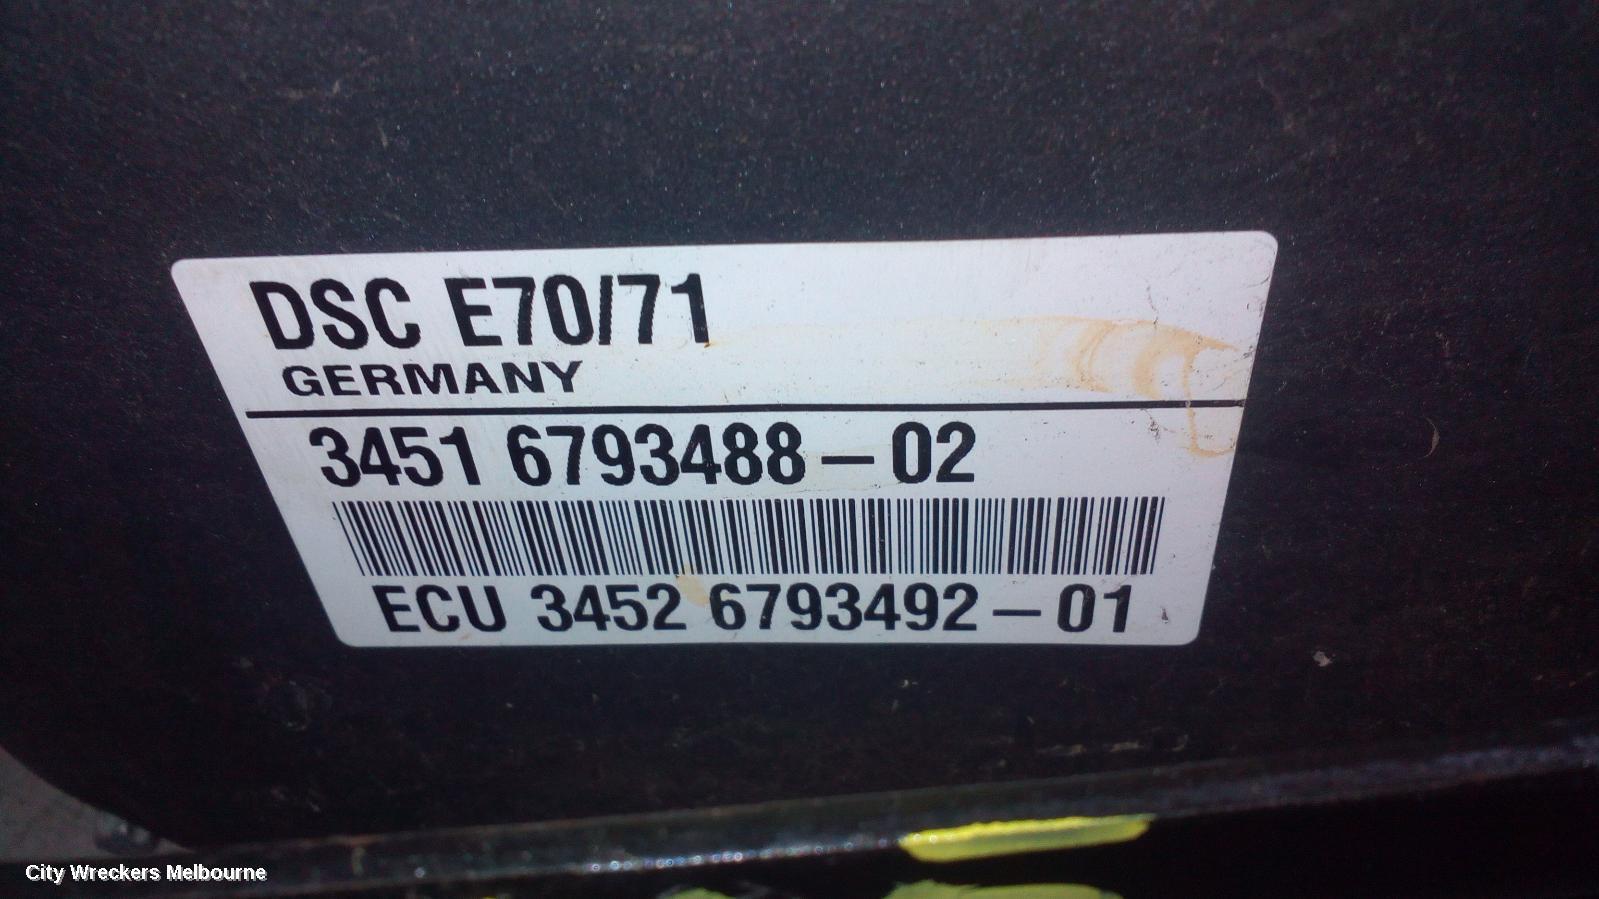 DSC E70/71
GERMANY
3451 6793488-02
ECU 3452 6793492-01
City Wreckers Melbourne